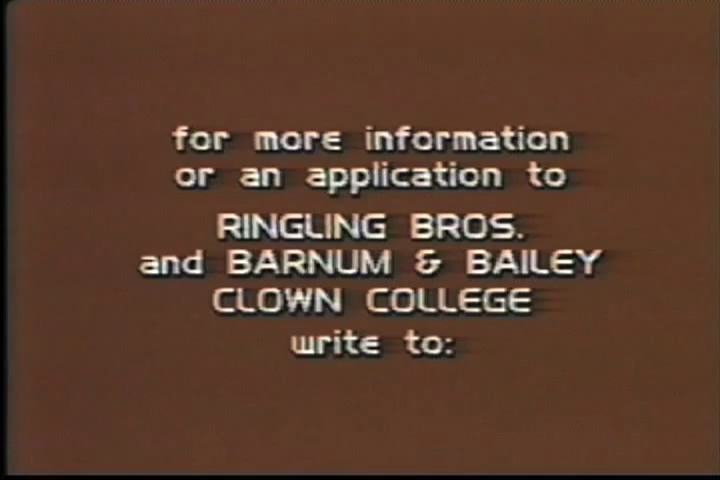 for more information
or an application to
RINGLING BROS.
and BARNUM & BAILEY
CLOWN COLLEGE
write to: